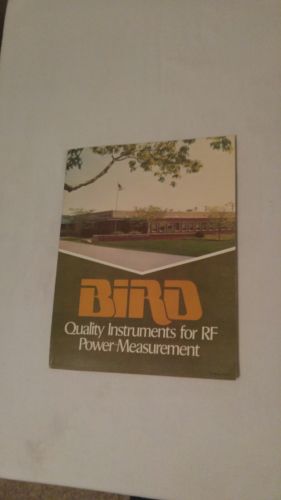 BIRD
Quality Instruments for RF
Power Measurement